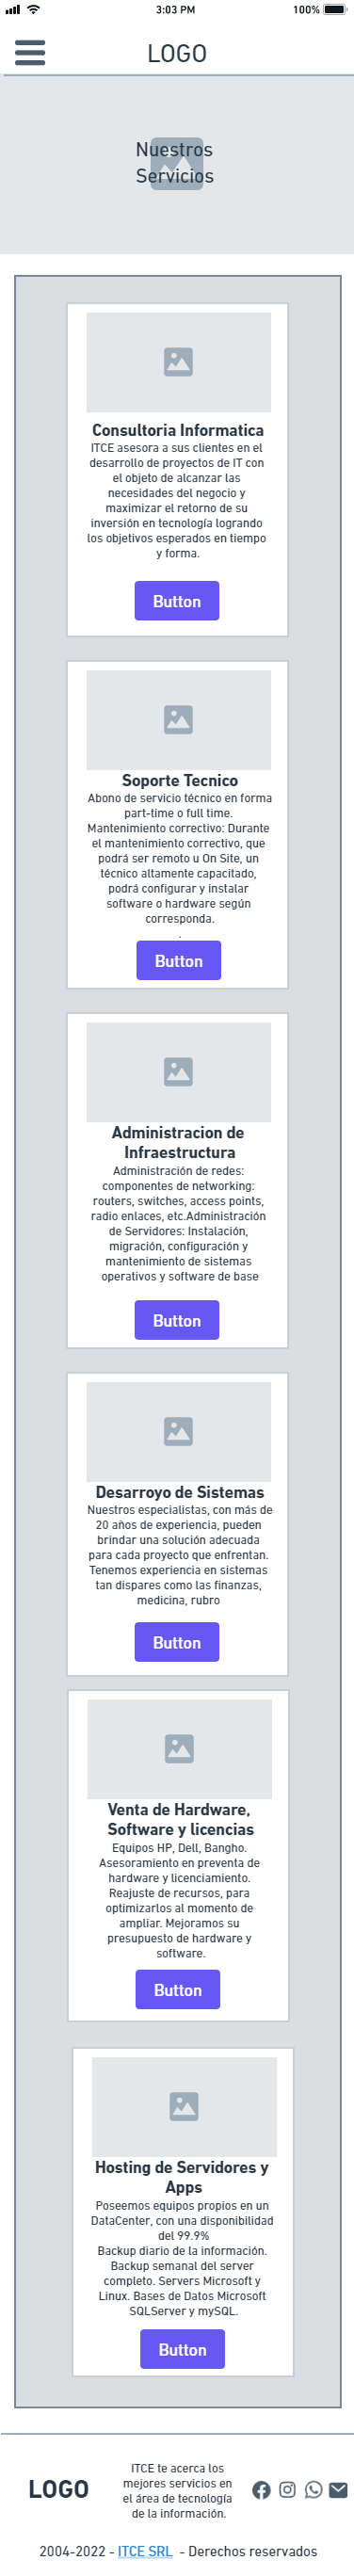 3:03 PM
100%
LOGO
Nuestros
Servicios
Consultoria Informatica
ITCE asesora a sus clientes en el
desarrollo de proyectos de IT con
el objeto de alcanzar las
necesidades del negocio y
maximizar el retorno de su
inversión en tecnología logrando
los objetivos esperados en tiempo
y forma.
Button
Soporte Tecnico
Abono de servicio técnico en forma
part-time o full time.
Mantenimiento correctivo: Durante
el mantenimiento correctivo, que
podrá ser remoto u On Site, un
técnico altamente capacitado,
podrá configurar y instalar
software o hardware según
corresponda.
.
Button
Administracion de
Infraestructura
Administración de redes:
componentes de networking:
routers, switches, access points,
radio enlaces, etc.Administración
de Servidores: Instalación,
migración, configuración y
mantenimiento de sistemas
operativos y software de base
Button
Desarroyo de Sistemas
Nuestros especialistas, con más de
20 años de experiencia, pueden
brindar una solución adecuada
para cada proyecto que enfrentan.
Tenemos experiencia en sistemas
tan dispares como las finanzas,
medicina, rubro
Button
Venta de Hardware,
Software y licencias
Equipos HP, Dell, Bangho.
Asesoramiento en preventa de
hardware y licenciamiento.
Reajuste de recursos, para
optimizarlos al momento de
ampliar. Mejoramos su
presupuesto de hardware y
software.
Button
Hosting de Servidores y
Apps
Poseemos equipos propios en un
DataCenter, con una disponibilidad
del 99.9%
Backup diario de la información.
Backup semanal del server
completo. Servers Microsoft y
Linux. Bases de Datos Microsoft
SQLServer y mySQL.
Button
LOGO
ITCE te acerca los
mejores servicios en
el área de tecnología
de la información.
2004-2022 - ITCE SRL - Derechos reservados